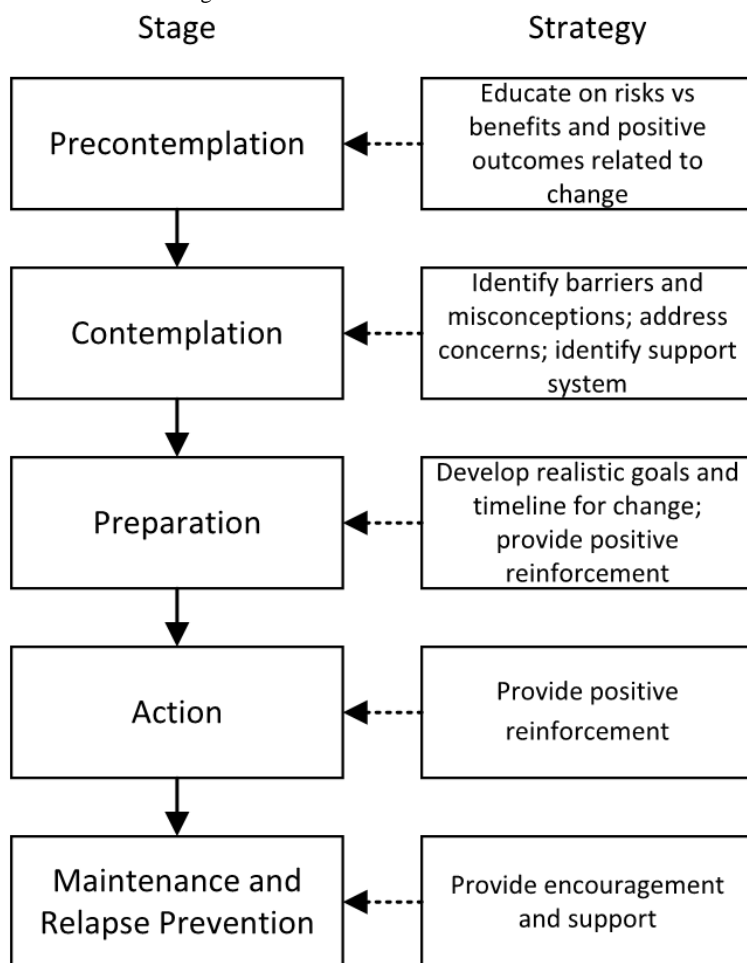 Stage
Strategy
Precontemplation
Educate on risks vs
benefits and positive
outcomes related to
change
Contemplation
Identify barriers and
misconceptions; address
concerns; identify support
system
Preparation
Develop realistic goals and
timeline for change;
provide positive
reinforcement
Action
Provide positive
reinforcement
Maintenance and
Relapse Prevention
Provide encouragement
and support